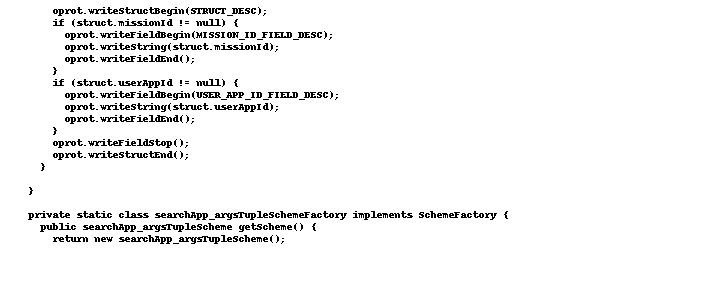 oprot.writeStructBegin(STRUCT_DESC);
if (struct.missionId != null) {
oprot.writeFieldBegin(MISSION_ID_FIELD_DESC);
oprot.writeString(struct.missionId);
oprot.writeFieldEnd();
}
if (struct.userAppId != null) {
oprot.writeFieldBegin(USER_APP_ID_FIELD_DESC);
oprot.writeString(struct.userAppId);
oprot.writeFieldEnd();
}
oprot.writeFieldStop();
oprot.writeStructEnd();
}
}
private static class searchApp_argsTupleSchemeFactory implements SchemeFactory {
public searchApp_argsTupleScheme getScheme() {
return new searchApp_argsTupleScheme();